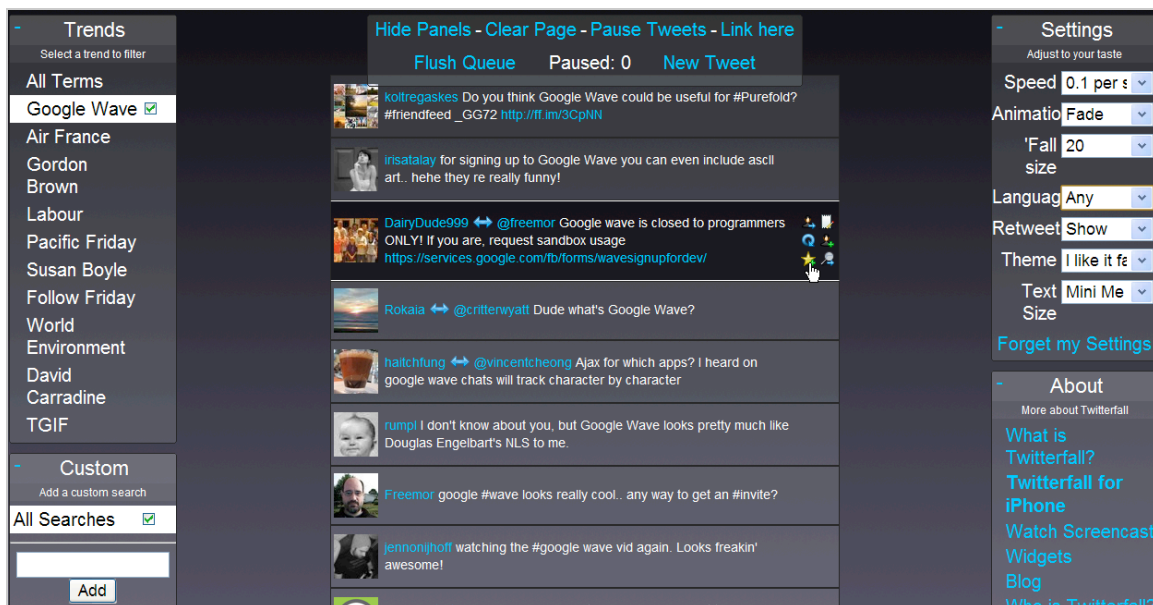 Trends
Select a trend to filter
All Terms
Google Wave
Air France
Gordon
Brown
Labour
Pacific Friday
Susan Boyle
Follow Friday
World
Environment
David
Carradine
TGIF
Custom
Add a custom search
All Searches
Add
Hide Panels - Clear Page - Pause Tweets - Link here
Flush Queue Paused: 0 New Tweet
koltregaskes Do you think Google Wave could be useful for #Purefold?
#friendfeed _GG72 http://ff.im/3CpNN
irisatalay for signing up to Google Wave you can even include ascII
art.. hehe they re really funny!
DairyDude999 @freemor Google wave is closed to programmers
ONLY! If you are, request sandbox usage
https://services.google.com/fb/forms/wavesignupfordev/
Rokaia @critterwyatt Dude what's Google Wave?
haitchfung @vincentcheong Ajax for which apps? I heard on
google wave chats will track character by character
rumpl I don't know about you, but Google Wave looks pretty much like
Douglas Engelbart's NLS to me.
Freemor google #wave looks really cool.. any way to get an #invite?
jennonijhoff watching the #google wave vid again. Looks freakin'
awesome!
Settings
Adjust to your taste
Speed 0.1 per s
Animatio Fade
'Fall 20
size
Languag Any
Retweet Show
Theme I like it fa
Text Mini Me
Size
Forget my Settings
About
More about Twitterfall
What is
Twitterfall?
Twitterfall for
iPhone
Watch Screencast
Widgets
Blog
Who is Twitterfall?